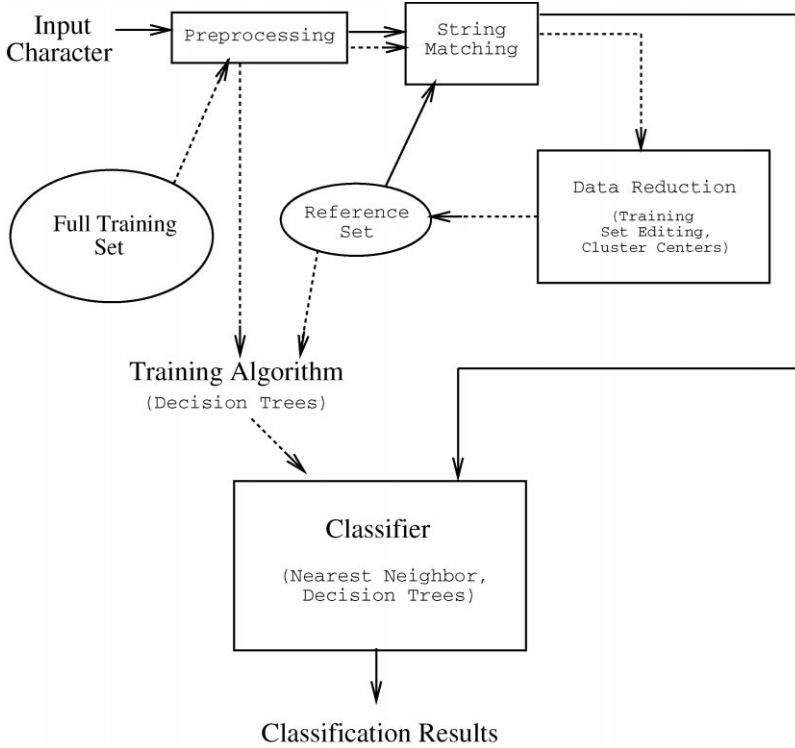 Input
Character
Preprocessing
String
Matching
Full Training
Set
Reference
Set
Data Reduction
(Training
Set Editing,
Cluster Centers)
Training Algorithm
(Decision Trees)
Classifier
(Nearest Neighbor,
Decision Trees)
Classification Results